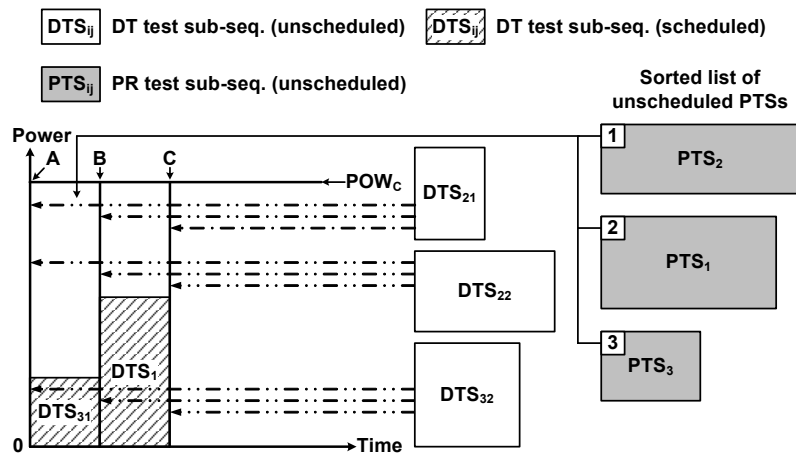 DTSij DT test sub-seq. (unscheduled)
DTSij DT test sub-seq. (scheduled)
PTSij PR test sub-seq. (unscheduled)
Sorted list of
unscheduled PTSs
Power
A
B
C
1
PTS2
POWC
DTS21
2
PTS1
DTS22
DTS1
3
PTS3
DTS31
DTS32
0
Time